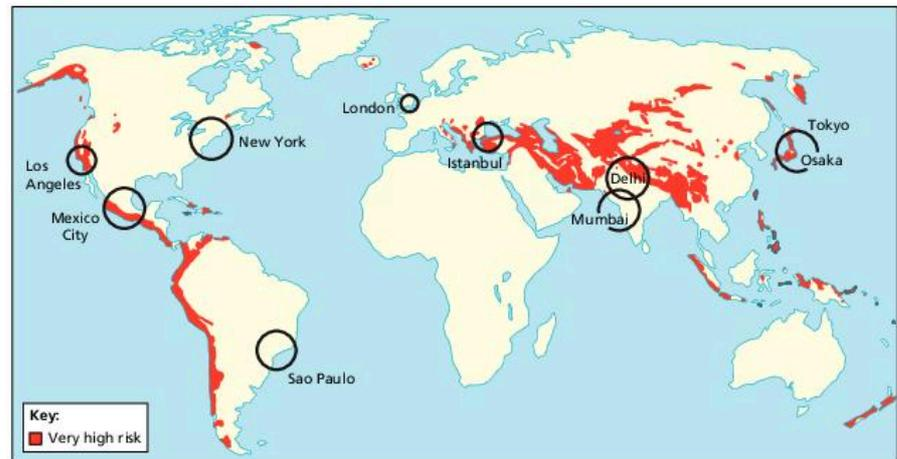 London
New York
Tokyo
Los
Angeles
Istanbul
Osaka
Delhi
Mexico
City
Mumbai
Sao Paulo
Key:
Very high risk